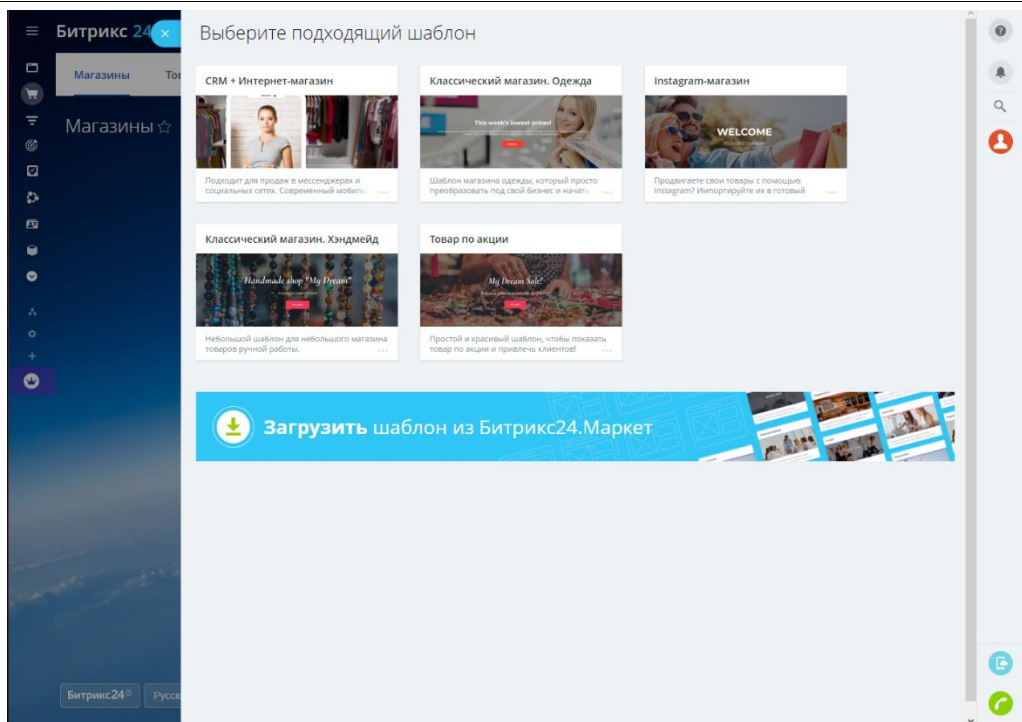 Битрикс 24
Выберите подходящий шаблон
Магазины
Тов
Магазины
CRM + Интернет-магазин
Подходит для продаж в мессенджерах и
социальных сетях. Современный мобиль ...
Классический магазин. Одежда
This week's lowest prices!
Шаблон магазина одежды, который просто
преобразовать под свой бизнес и начать ...
Instagram-магазин
WELCOME
Продвигаете свои товары с помощью
Instagram? Импортируйте их в готовый ...
Классический магазин. Хэндмейд
Handmade shop "My Dream"
Небольшой шаблон для небольшого магазина
товаров ручной работы. ...
Товар по акции
My Dream Sale!
Простой и красивый шаблон, чтобы показать
товар по акции и привлечь клиентов! ...
Загрузить шаблон из Битрикс24.Маркет
Битрикс24
Русск